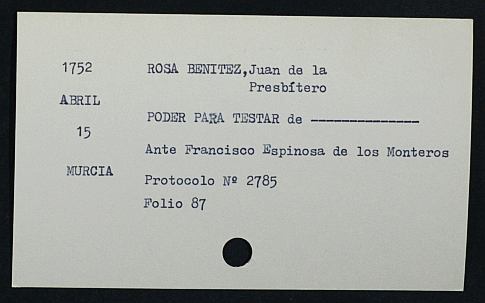 1752
ABRIL
15
MURCIA
ROSA BENITEZ,Juan de la
Presbítero
PODER PARA TESTAR de --------------
Ante Francisco Espinosa de los Monteros
Protocolo Nº 2785
Folio 87